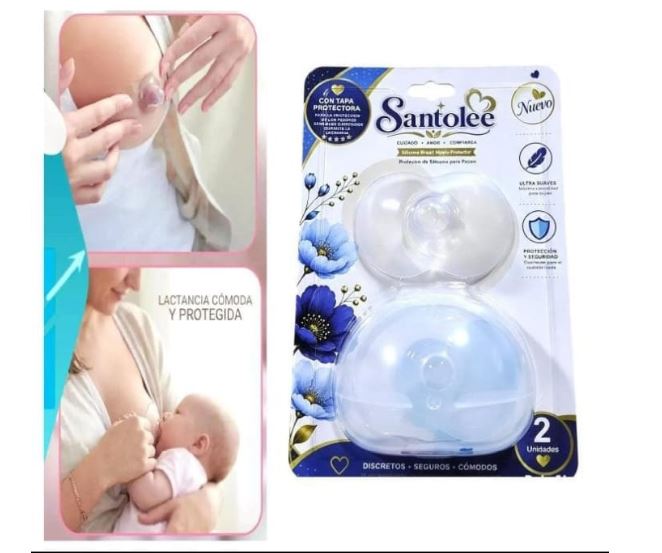 LACTANCIA CÓMODA
Y PROTEGIDA
CON TAPA
PROTECTORA
Santolee
CUIDADO • AMOR • CONFIANZA
Silicone Breast Nipple Protector
Protector de Silicona para Pezon
Nuevo
ULTRA SUAVES
PROTECCIÓN
Y SEGURIDAD
2
Unidades
DISCRETOS • SEGUROS • CÓMODOS